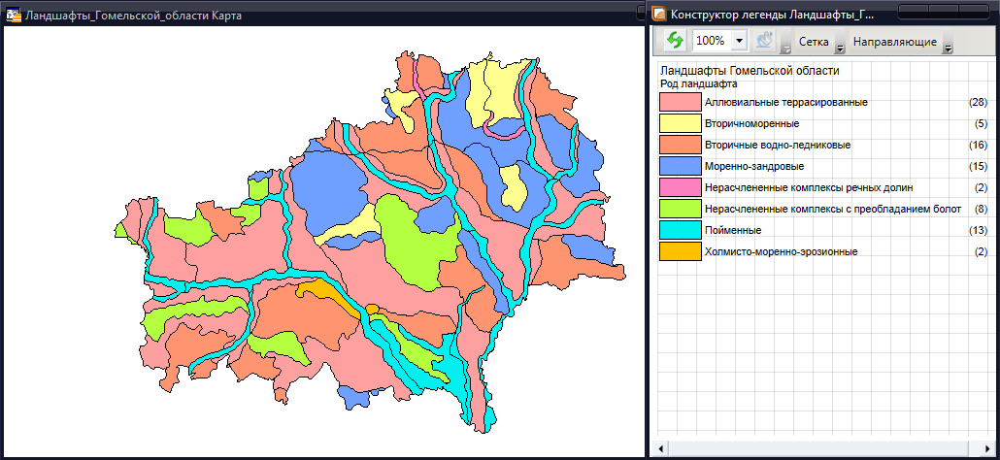 Ландшафты_Гомельской_области Карта
Конструктор легенды Ландшафты_Г...
100% Сетка Направляющие
Ландшафты Гомельской области
Род ландшафта
Аллювиальные террасированные (28)
Вторичноморенные (5)
Вторичные водно-ледниковые (16)
Моренно-зандровые (15)
Нерасчлененные комплексы речных долин (2)
Нерасчлененные комплексы с преобладанием болот (8)
Пойменные (13)
Холмисто-моренно-эрозионные (2)